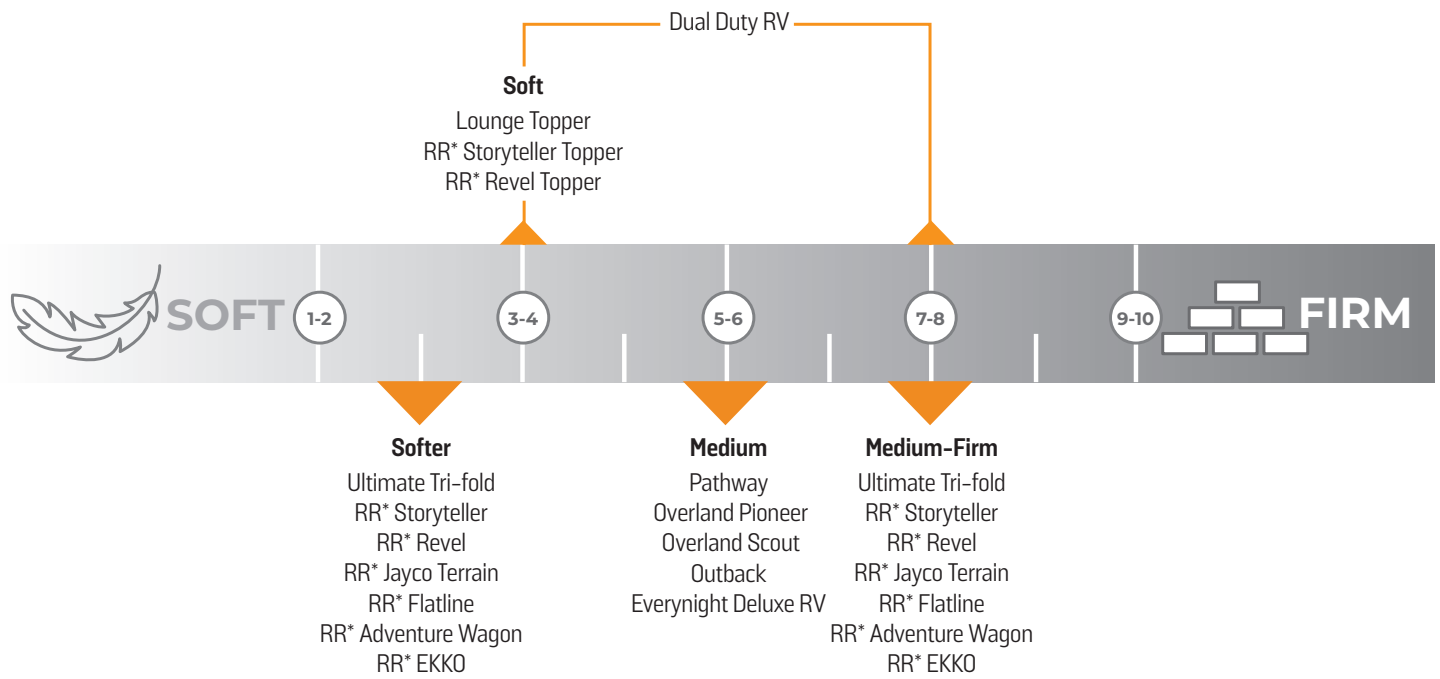 Dual Duty RV
Soft
Lounge Topper
RR* Storyteller Topper
RR* Revel Topper
SOFT 1-2 3-4 5-6 7-8 9-10 FIRM
Softer
Ultimate Tri-fold
RR* Storyteller
RR* Revel
RR* Jayco Terrain
RR* Flatline
RR* Adventure Wagon
RR* EKKO
Medium
Pathway
Overland Pioneer
Overland Scout
Outback
Everynight Deluxe RV
Medium-Firm
Ultimate Tri-fold
RR* Storyteller
RR* Revel
RR* Jayco Terrain
RR* Flatline
RR* Adventure Wagon
RR* EKKO